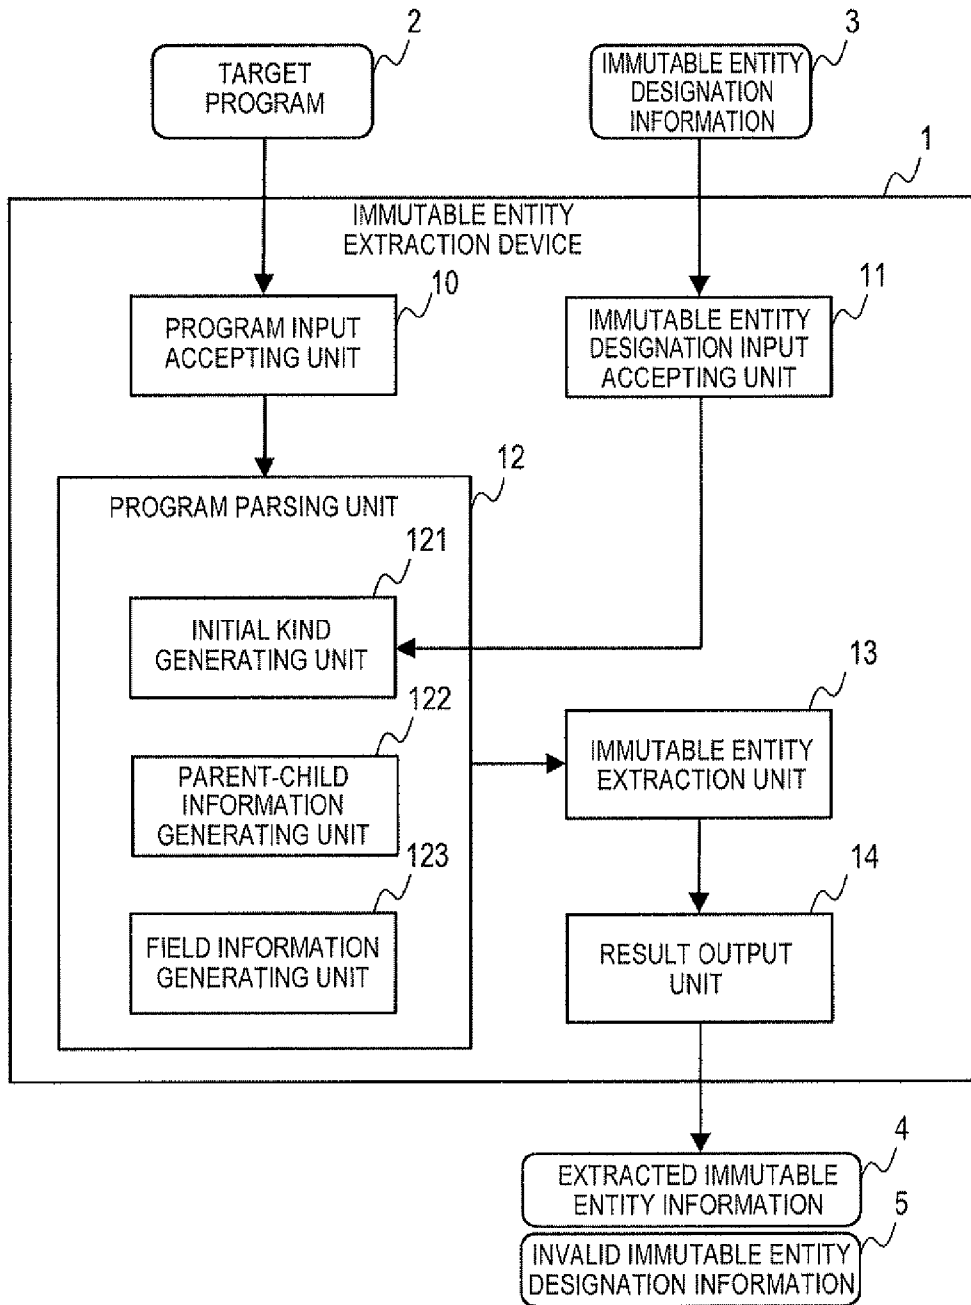 2
TARGET
PROGRAM
3
IMMUTABLE ENTITY
DESIGNATION
INFORMATION
1
IMMUTABLE ENTITY
EXTRACTION DEVICE
10
PROGRAM INPUT
ACCEPTING UNIT
11
IMMUTABLE ENTITY
DESIGNATION INPUT
ACCEPTING UNIT
12
PROGRAM PARSING UNIT
121
INITIAL KIND
GENERATING UNIT
122
PARENT-CHILD
INFORMATION
GENERATING UNIT
123
FIELD INFORMATION
GENERATING UNIT
13
IMMUTABLE ENTITY
EXTRACTION UNIT
14
RESULT OUTPUT
UNIT
4
EXTRACTED IMMUTABLE
ENTITY INFORMATION
5
INVALID IMMUTABLE ENTITY
DESIGNATION INFORMATION